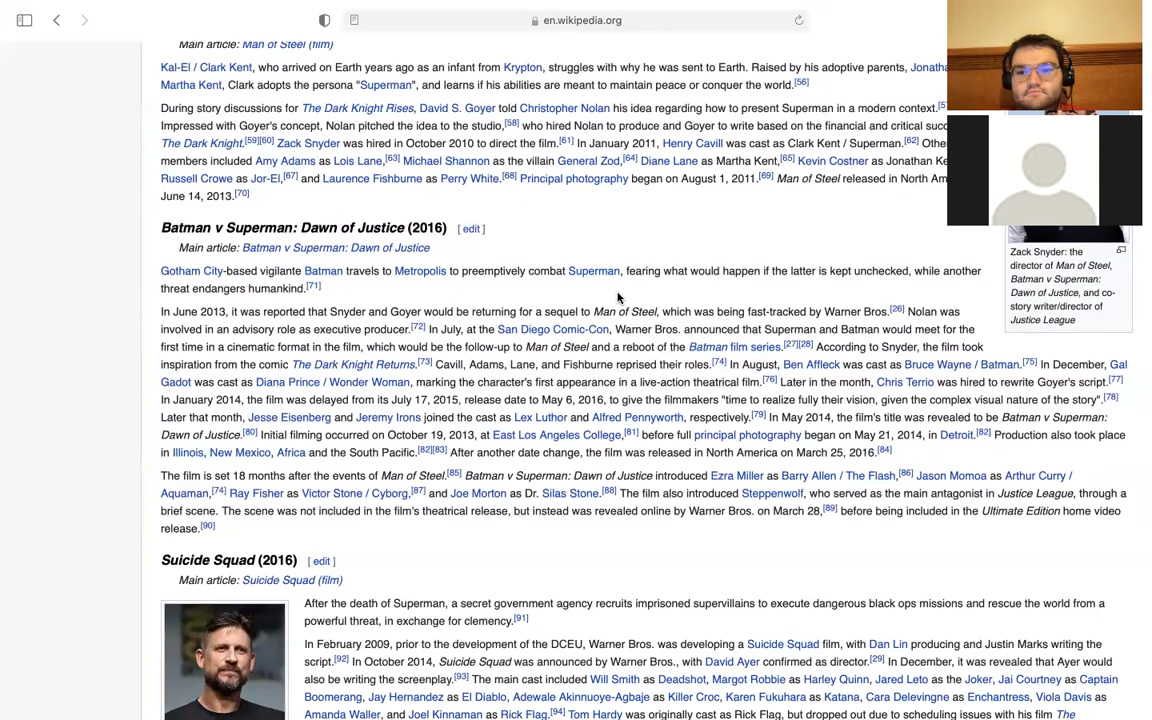 en.wikipedia.org
Main article: Man of Steel (film)
Kal-El / Clark Kent, who arrived on Earth years ago as an infant from Krypton, struggles with why he was sent to Earth. Raised by his adoptive parents,
Martha Kent, Clark adopts the persona "Superman", and learns if his abilities are meant to maintain peace or conquer the world.[56]
During story discussions for The Dark Knight Rises, David S. Goyer told Christopher Nolan his idea regarding how to present Superman in a modern context.
Impressed with Goyer's concept, Nolan pitched the idea to the studio,[58] who hired Nolan to produce and Goyer to write based on the financial and critical
The Dark Knight.[59][60] Zack Snyder was hired in October 2010 to direct the film.[61] In January 2011, Henry Cavill was cast as Clark Kent / Superman.[62]
members included Amy Adams as Lois Lane,[63] Michael Shannon as the villain General Zod,[64] Diane Lane as Martha Kent,[65] Kevin Costner as Jonathan
Russell Crowe as Jor-El,[67] and Laurence Fishburne as Perry White.[68] Principal photography began on August 1, 2011.[69] Man of Steel released in North
June 14, 2013.[70]
Batman v Superman: Dawn of Justice (2016) [ edit ]
Main article: Batman v Superman: Dawn of Justice
Gotham City-based vigilante Batman travels to Metropolis to preemptively combat Superman, fearing what would happen if the latter is kept unchecked, while another
threat endangers humankind.[71]
Zack Snyder: the
director of Man of Steel,
Batman v Superman:
Dawn of Justice, and co-
story writer/director of
Justice League
In June 2013, it was reported that Snyder and Goyer would be returning for a sequel to Man of Steel, which was being fast-tracked by Warner Bros.[26] Nolan was
involved in an advisory role as executive producer.[72] In July, at the San Diego Comic-Con, Warner Bros. announced that Superman and Batman would meet for the
first time in a cinematic format in the film, which would be the follow-up to Man of Steel and a reboot of the Batman film series.[27][28] According to Snyder, the film took
inspiration from the comic The Dark Knight Returns.[73] Cavill, Adams, Lane, and Fishburne reprised their roles.[74] In August, Ben Affleck was cast as Bruce Wayne / Batman.[75] In December, Gal
Gadot was cast as Diana Prince / Wonder Woman, marking the character's first appearance in a live-action theatrical film.[76] Later in the month, Chris Terrio was hired to rewrite Goyer's script.[77]
In January 2014, the film was delayed from its July 17, 2015, release date to May 6, 2016, to give the filmmakers "time to realize fully their vision, given the complex visual nature of the story".[78]
Later that month, Jesse Eisenberg and Jeremy Irons joined the cast as Lex Luthor and Alfred Pennyworth, respectively.[79] In May 2014, the film's title was revealed to be Batman v Superman:
Dawn of Justice.[80] Initial filming occurred on October 19, 2013, at East Los Angeles College,[81] before full principal photography began on May 21, 2014, in Detroit.[82] Production also took place
in Illinois, New Mexico, Africa and the South Pacific.[82][83] After another date change, the film was released in North America on March 25, 2016.[84]
The film is set 18 months after the events of Man of Steel.[85] Batman v Superman: Dawn of Justice introduced Ezra Miller as Barry Allen / The Flash,[86] Jason Momoa as Arthur Curry /
Aquaman,[74] Ray Fisher as Victor Stone / Cyborg,[87] and Joe Morton as Dr. Silas Stone.[88] The film also introduced Steppenwolf, who served as the main antagonist in Justice League, through a
brief scene. The scene was not included in the film's theatrical release, but instead was revealed online by Warner Bros. on March 28,[89] before being included in the Ultimate Edition home video
release.[90]
Suicide Squad (2016) [ edit ]
Main article: Suicide Squad (film)
After the death of Superman, a secret government agency recruits imprisoned supervillains to execute dangerous black ops missions and rescue the world from a
powerful threat, in exchange for clemency.[91]
In February 2009, prior to the development of the DCEU, Warner Bros. was developing a Suicide Squad film, with Dan Lin producing and Justin Marks writing the
script.[92] In October 2014, Suicide Squad was announced by Warner Bros., with David Ayer confirmed as director.[29] In December, it was revealed that Ayer would
also be writing the screenplay.[93] The main cast included Will Smith as Deadshot, Margot Robbie as Harley Quinn, Jared Leto as the Joker, Jai Courtney as Captain
Boomerang, Jay Hernandez as El Diablo, Adewale Akinnuoye-Agbaje as Killer Croc, Karen Fukuhara as Katana, Cara Delevingne as Enchantress, Viola Davis as
Amanda Waller, and Joel Kinnaman as Rick Flag.[94] Tom Hardy was originally cast as Rick Flag, but dropped out due to scheduling issues with his film The